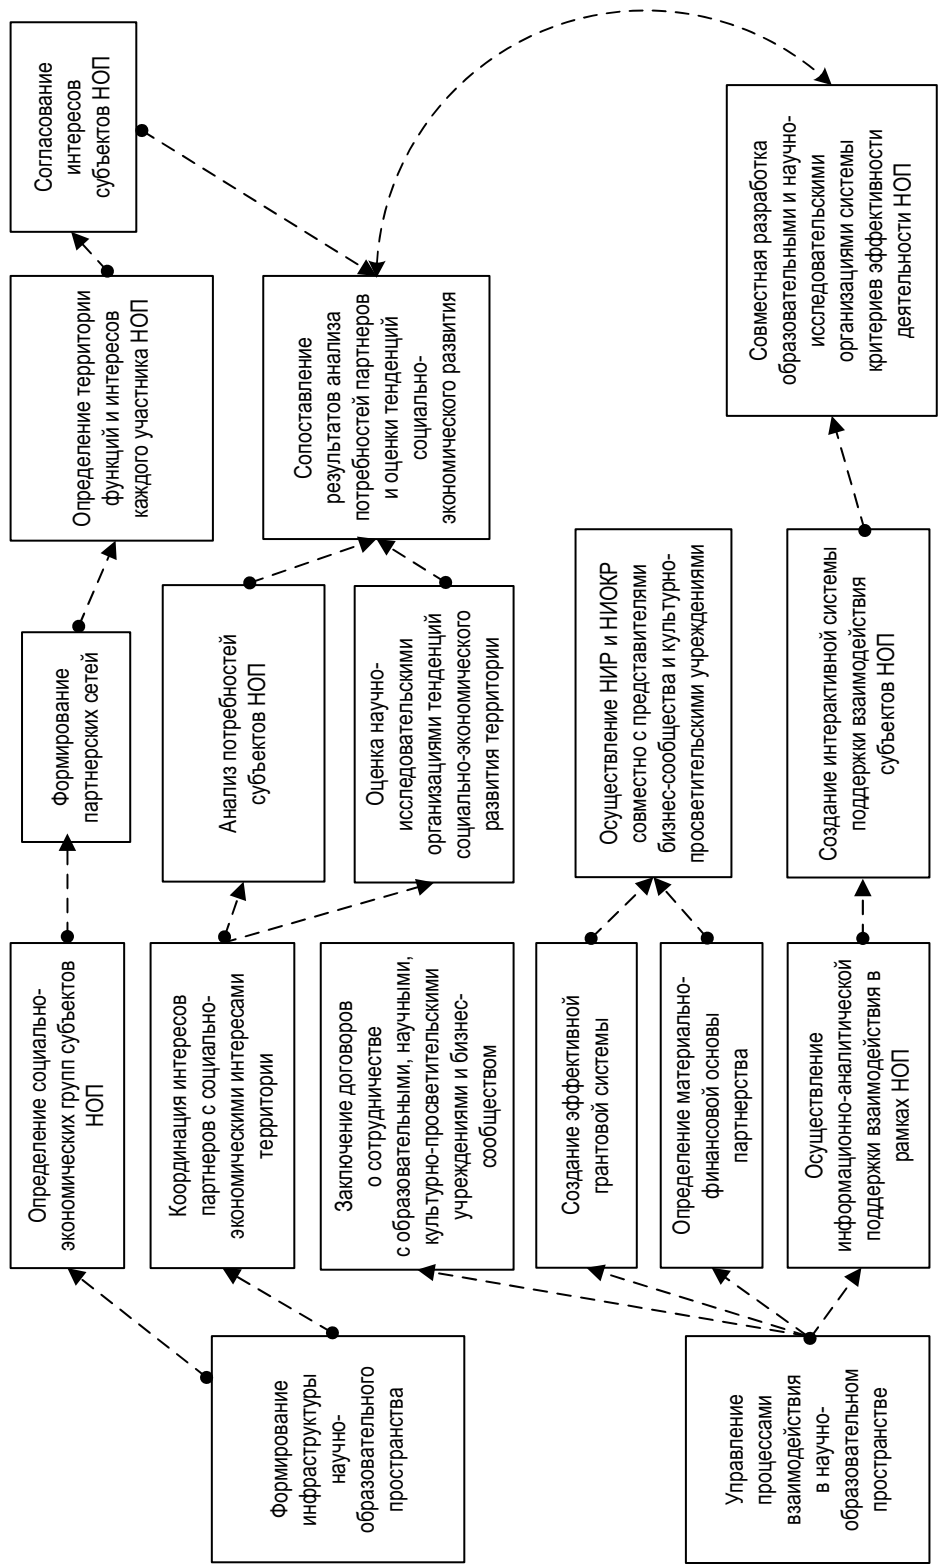 Формирование
инфраструктуры
научно-
образовательного
пространства
Управление
процессами
взаимодействия
в научно-
образовательном
пространстве
Определение социально-
экономических групп субъектов
НОП
Координация интересов
партнеров с социально-
экономическими интересами
территории
Заключение договоров
о сотрудничестве
с образовательными, научными,
культурно-просветительскими
учреждениями и бизнес-
сообществом
Создание эффективной
грантовой системы
Определение материально-
финансовой основы
партнерства
Осуществление
информационно-аналитической
поддержки взаимодействия в
рамках НОП
Формирование
партнерских сетей
Анализ потребностей
субъектов НОП
Оценка научно-
исследовательскими
организациями тенденций
социально-экономического
развития территории
Осуществление НИР и НИОКР
совместно с представителями
бизнес-сообщества и культурно-
просветительскими учреждениями
Создание интерактивной системы
поддержки взаимодействия
субъектов НОП
Определение территории
функций и интересов
каждого участника НОП
Сопоставление
результатов анализа
потребностей партнеров
и оценки тенденций
социально-
экономического развития
Согласование
интересов
субъектов НОП
Совместная разработка
образовательными и научно-
исследовательскими
организациями системы
критериев эффективности
деятельности НОП